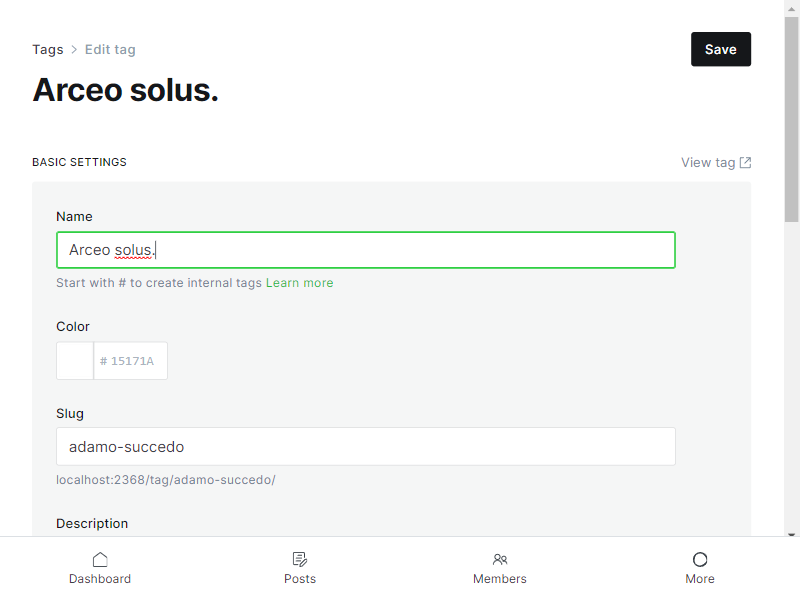 Tags > Edit tag
Save
Arceo solus.
BASIC SETTINGS
View tag
Name
Arceo solus.
Start with # to create internal tags Learn more
Color
# 15171A
Slug
adamo-succedo
localhost:2368/tag/adamo-succedo/
Description
Dashboard
Posts
Members
More